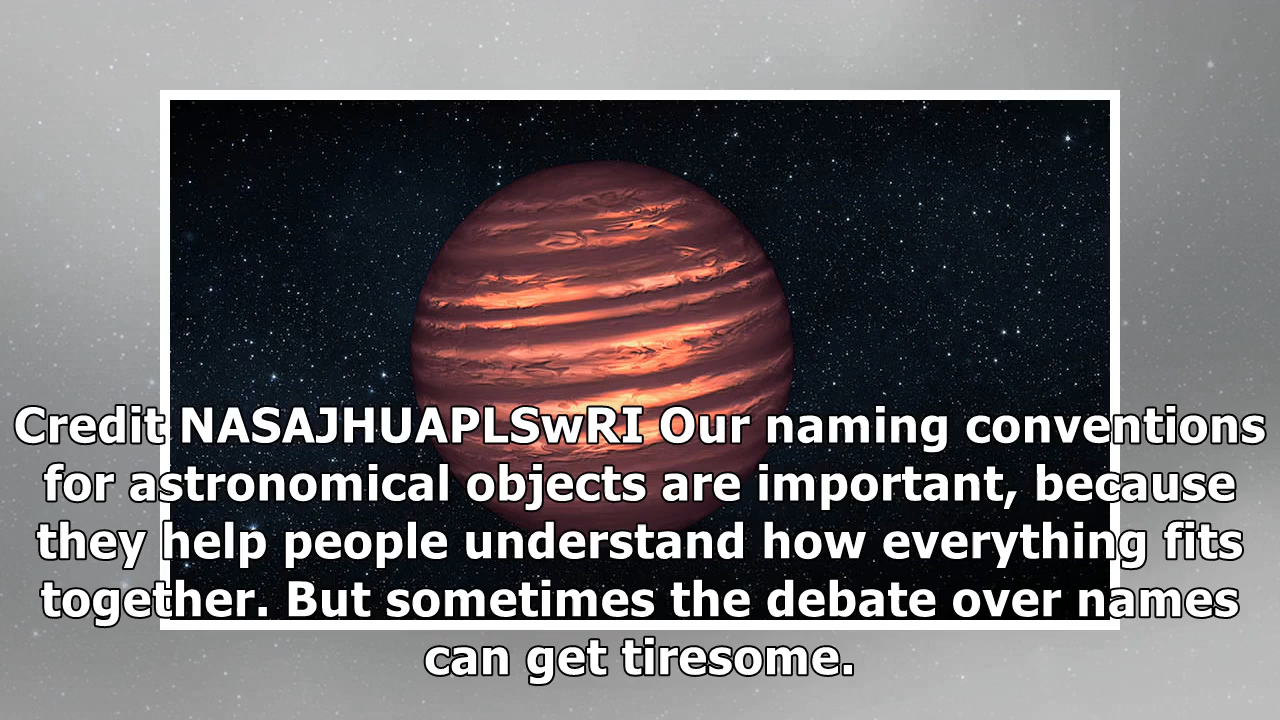 Credit NASAJHUAPLSwRI Our naming conventions
for astronomical objects are important, because
they help people understand how everything fits
together. But sometimes the debate over names
can get tiresome.